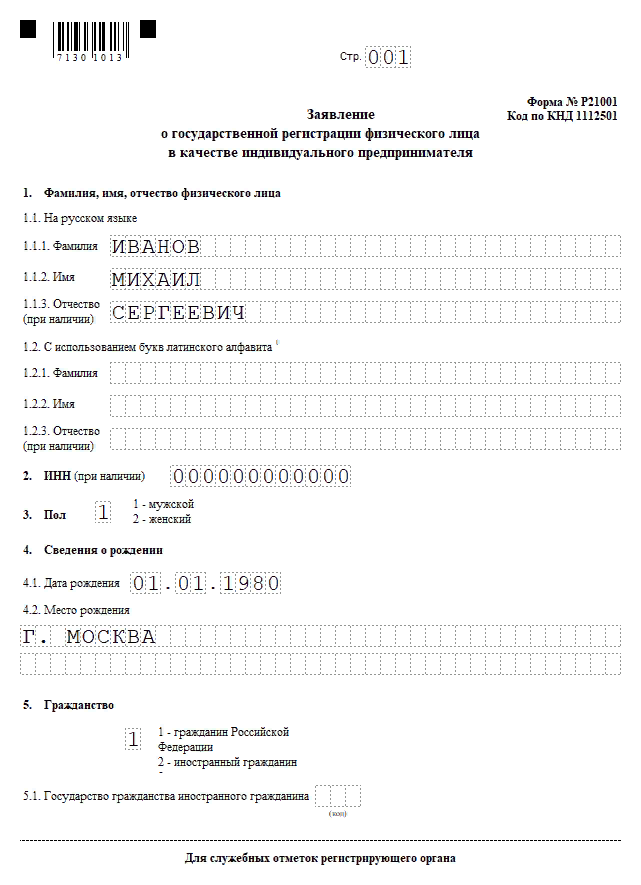 7130 1013
Стр. 001
Форма № Р21001
Код по КНД 1112501
Заявление
о государственной регистрации физического лица
в качестве индивидуального предпринимателя
1. Фамилия, имя, отчество физического лица
1.1. На русском языке
1.1.1. Фамилия ИВАНОВ
1.1.2. Имя МИХАИЛ
1.1.3. Отчество
(при наличии) СЕРГЕЕВИЧ
1.2. С использованием букв латинского алфавита
1.2.1. Фамилия
1.2.2. Имя
1.2.3. Отчество
(при наличии)
2. ИНН (при наличии) 000000000000
3. Пол 1 1 - мужской
2 - женский
4. Сведения о рождении
4.1. Дата рождения 01.01.1980
4.2. Место рождения
Г. МОСКВА
5. Гражданство
1 1 - гражданин Российской
Федерации
2 - иностранный гражданин
5.1. Государство гражданства иностранного гражданина
(код)
Для служебных отметок регистрирующего органа